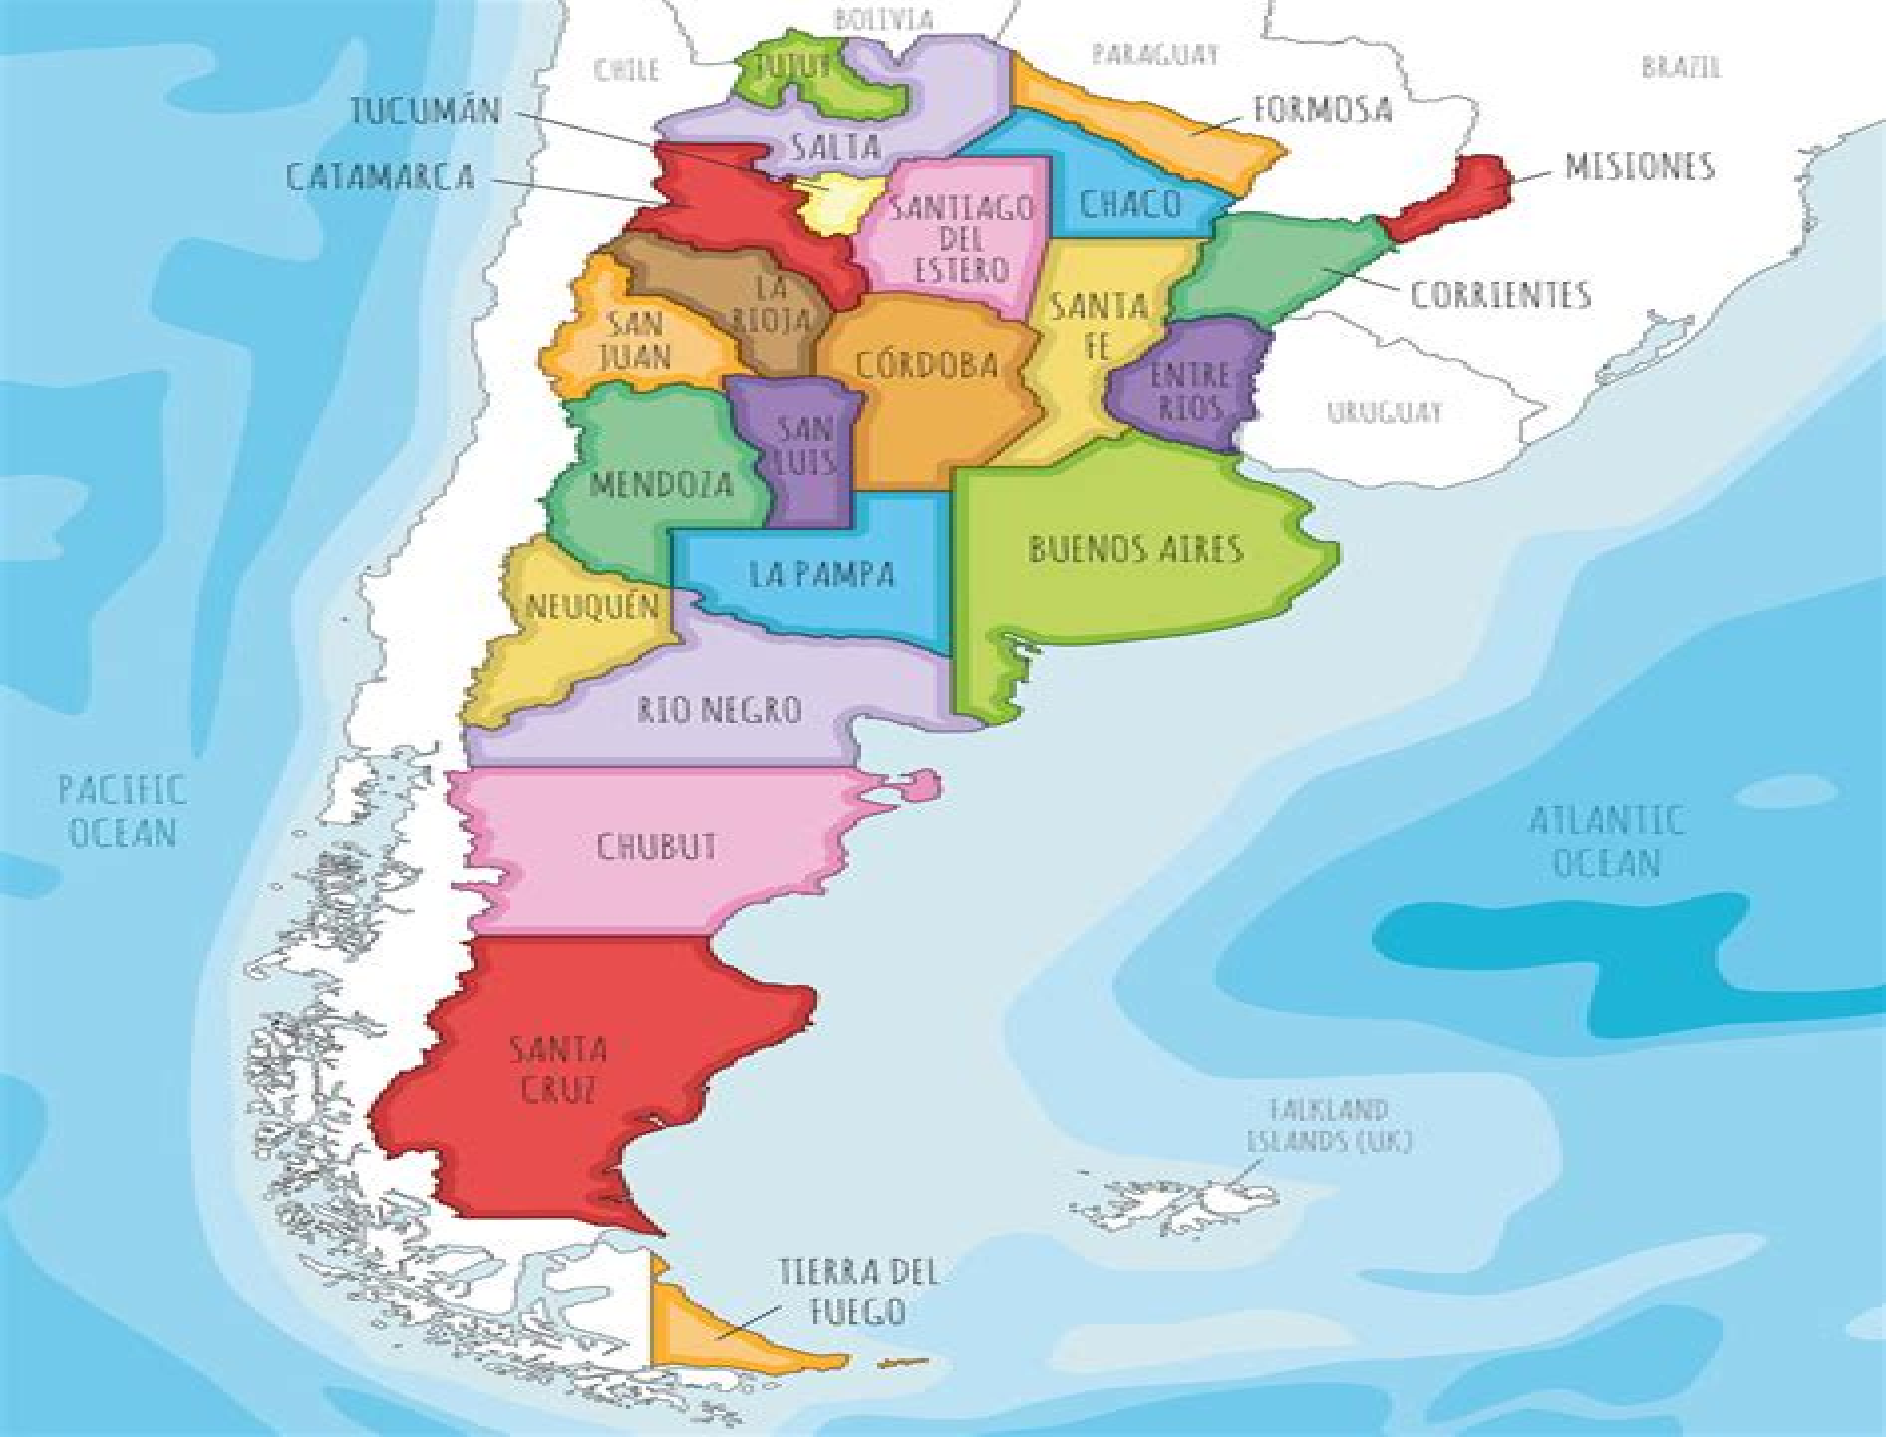 BOLIVIA
PARAGUAY
CHILE
BRAZIL
JUJUY
TUCUMÁN
FORMOSA
SALTA
CATAMARCA
MISIONES
SANTIAGO
DEL
ESTERO
CHACO
LA
RIOJA
CORRIENTES
SANTA
FE
SAN
JUAN
CÓRDOBA
ENTRE
RIOS
URUGUAY
SAN
LUIS
MENDOZA
BUENOS AIRES
LA PAMPA
NEUQUÉN
RIO NEGRO
PACIFIC
OCEAN
CHUBUT
ATLANTIC
OCEAN
SANTA
CRUZ
FALKLAND
ISLANDS (UK)
TIERRA DEL
FUEGO